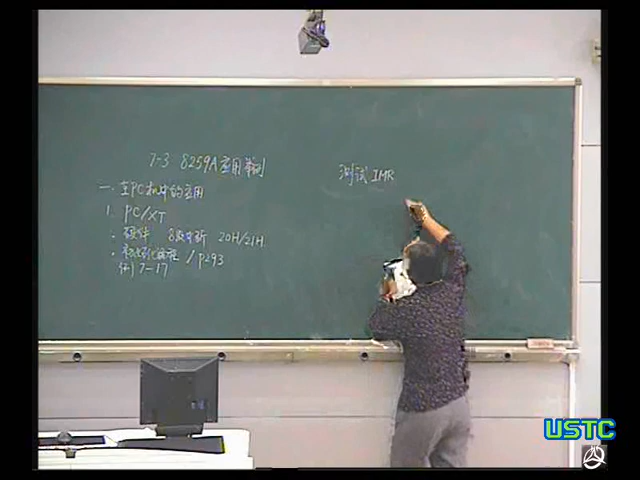 7-3 8259A应用举例
一. 在PC机中的应用
1. PC/XT
. 硬件 8级中断 20H/21H
. 初始化编程 / P293
例7-17
测试IMR
USTC